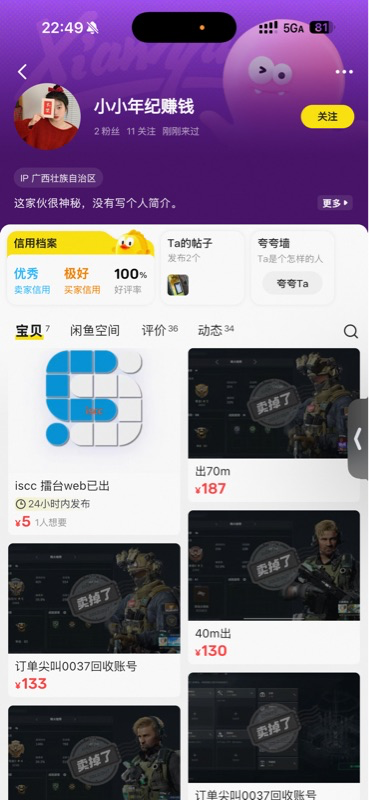 22:49
5GA 81
Xianyu
小小年纪赚钱
2 粉丝 11 关注 刚刚来过
关注
IP 广西壮族自治区
这家伙很神秘，没有写个人简介。
更多
信用档案
优秀 极好 100%
卖家信用 买家信用 好评率
Ta的帖子
发布2个
夸夸墙
Ta是个怎样的人
夸夸Ta
宝贝 7 闲鱼空间 评价 36 动态 34
iscc 擂台web已出
24小时内发布
¥5 1人想要
卖掉了
出70m
¥187
卖掉了
订单尖叫0037回收账号
¥133
卖掉了
40m出
¥130
卖掉了
卖掉了
订单尖叫0037回收账号